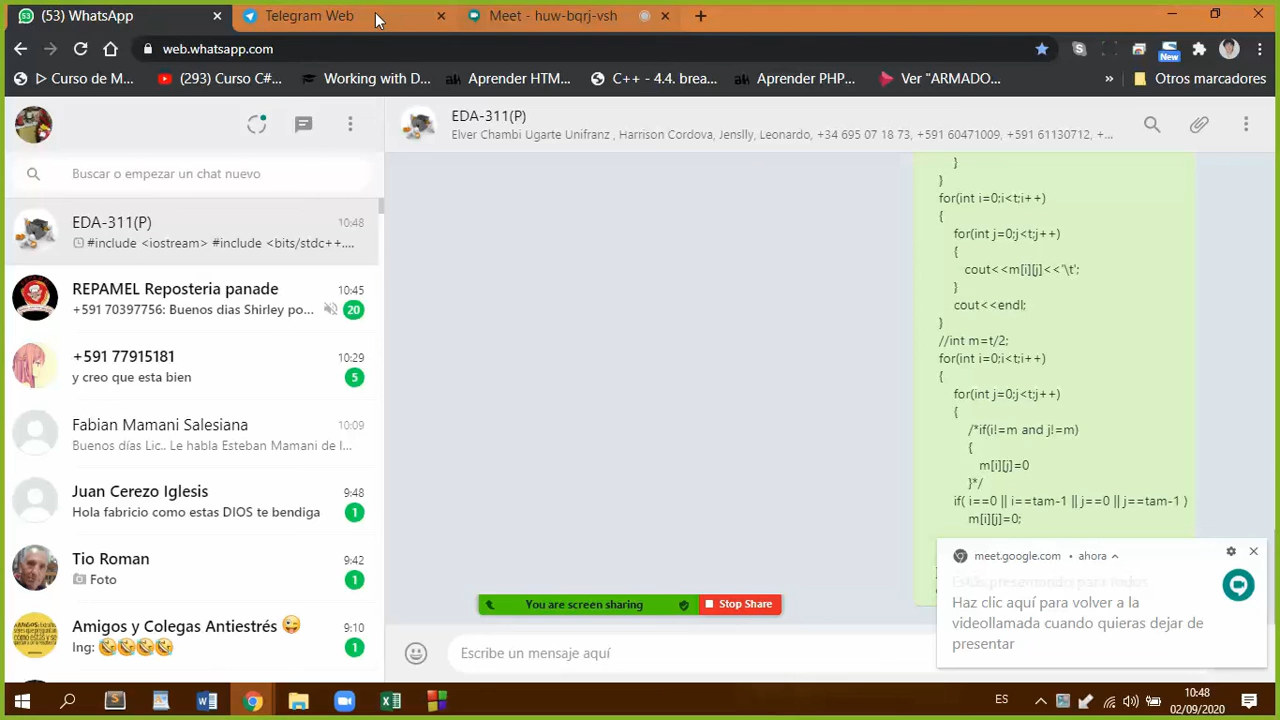 (53) WhatsApp
Telegram Web
Meet - huw-bqrj-vsh
web.whatsapp.com
New
▷ Curso de M...
(293) Curso C#...
Working with D...
Aprender HTM...
C++ - 4.4. brea...
Aprender PHP...
Ver "ARMADO...
»
Otros marcadores
EDA-311(P)
Elver Chambi Ugarte Unifranz , Harrison Cordova, Jenslly, Leonardo, +34 695 07 18 73, +591 60471009, +591 61130712, +...
Buscar o empezar un chat nuevo
EDA-311(P)
10:48
#include <iostream> #include <bits/stdc++....
REPAMEL Reposteria panade
10:45
+591 70397756: Buenos dias Shirley po...
20
+591 77915181
10:29
y creo que esta bien
5
Fabian Mamani Salesiana
10:09
Buenos días Lic.. Le habla Esteban Mamani de l...
Juan Cerezo Iglesis
9:48
Hola fabricio como estas DIOS te bendiga
1
Tio Roman
9:42
Foto
1
Amigos y Colegas Antiestrés 😜
9:10
Ing: 🤣🤣🤣🤣
1
}
}
for(int i=0;i<t;i++)
{
for(int j=0;j<t;j++)
{
cout<<m[i][j]<<'\t';
}
cout<<endl;
}
//int m=t/2;
for(int i=0;i<t;i++)
{
for(int j=0;j<t;j++)
{
/*if(i!=m and j!=m)
{
m[i][j]=0
}*/
if( i==0 || i==tam-1 || j==0 || j==tam-1 )
m[i][j]=0;
meet.google.com • ahora
Estás presentando para todos
Haz clic aquí para volver a la
videollamada cuando quieras dejar de
presentar
You are screen sharing
Stop Share
Escribe un mensaje aquí
ES
10:48
02/09/2020